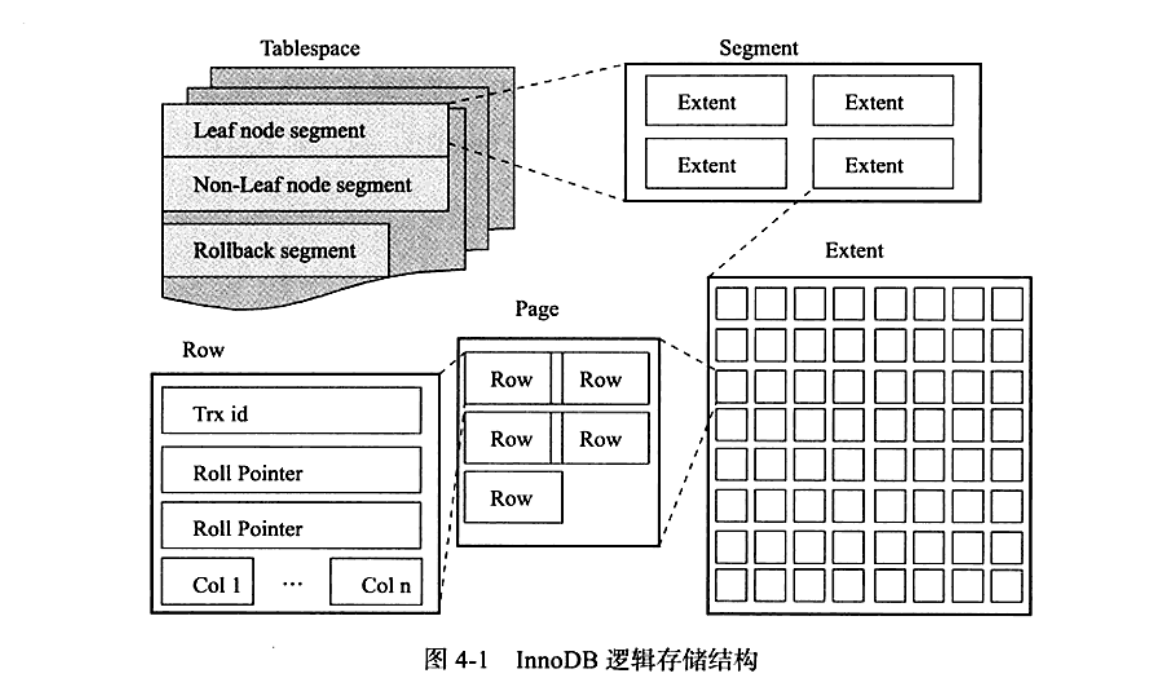 Tablespace
Leaf node segment
Non-Leaf node segment
Rollback segment
Segment
Extent Extent
Extent Extent
Extent
Page
Row Row
Row Row
Row
Row
Trx id
Roll Pointer
Roll Pointer
Col 1 … Col n
图 4-1 InnoDB 逻辑存储结构